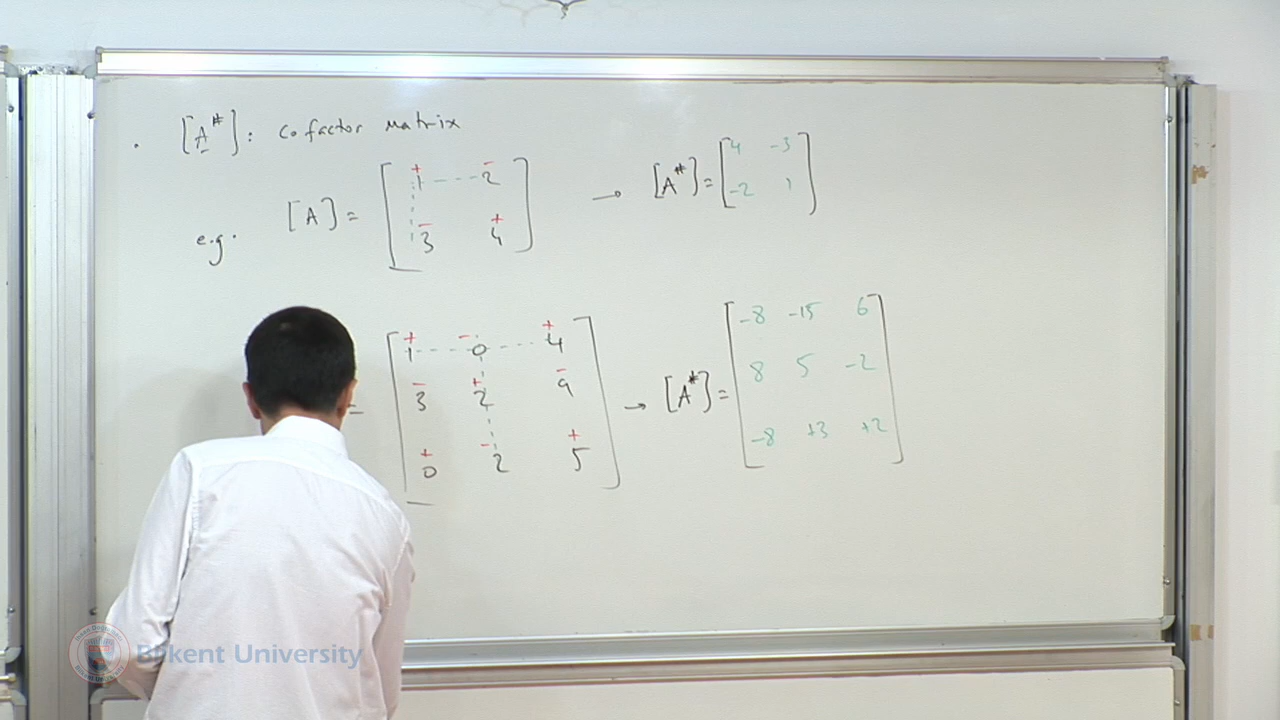 . [A#]: cofactor matrix
e.g. [A] = [ +1 -2 ; -3 +4 ] → [A#] = [ 4 -3 ; -2 1 ]
= [ +1 -0 +4 ; -3 +2 -9 ; +0 -2 +5 ] → [A#] = [ -8 -15 6 ; 8 5 -2 ; -8 +3 +2 ]
Bilkent University